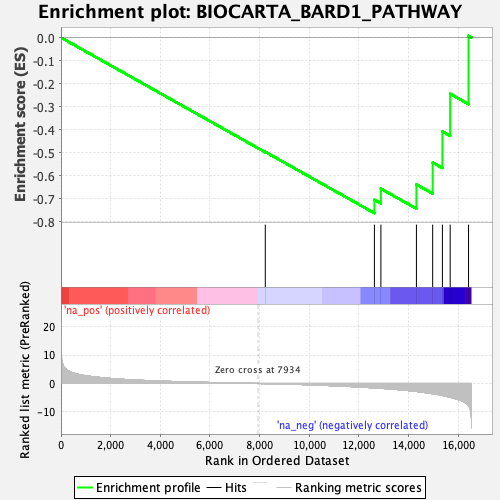 Enrichment plot: BIOCARTA_BARD1_PATHWAY
Enrichment score (ES)
0.0
-0.1
-0.2
-0.3
-0.4
-0.5
-0.6
-0.7
-0.8
'na_pos' (positively correlated)
Ranked list metric (PreRanked)
20
10
0
-10
Zero cross at 7934
'na_neg' (negatively correlated)
0 2,000 4,000 6,000 8,000 10,000 12,000 14,000 16,000
Rank in Ordered Dataset
Enrichment profile Hits Ranking metric scores